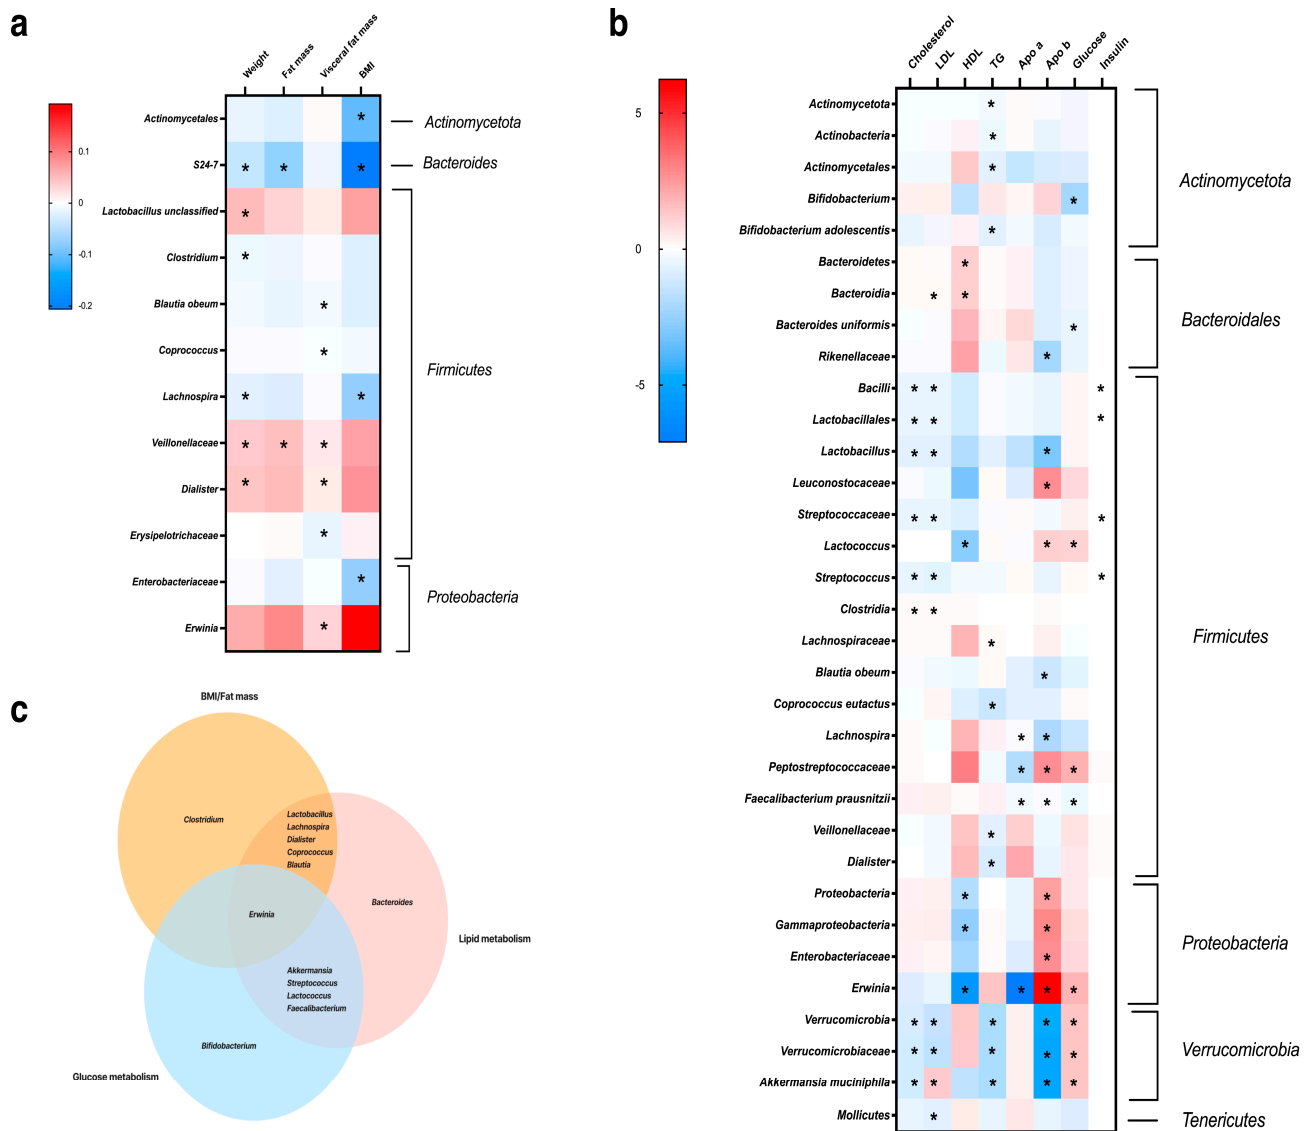 a
Weight
Fat mass
Visceral fat mass
BMI
0.1
0
-0.1
-0.2
Actinomycetales
S24-7
Lactobacillus unclassified
Clostridium
Blautia obeum
Coprococcus
Lachnospira
Veillonellaceae
Dialister
Erysipelotrichaceae
Enterobacteriaceae
Erwinia
Actinomycetota
Bacteroides
Firmicutes
Proteobacteria
b
Cholesterol
LDL
HDL
TG
Apo a
Apo b
Glucose
Insulin
5
0
-5
Actinomycetota
Actinobacteria
Actinomycetales
Bifidobacterium
Bifidobacterium adolescentis
Bacteroidetes
Bacteroidia
Bacteroides uniformis
Rikenellaceae
Bacilli
Lactobacillales
Lactobacillus
Leuconostocaceae
Streptococcaceae
Lactococcus
Streptococcus
Clostridia
Lachnospiraceae
Blautia obeum
Coprococcus eutactus
Lachnospira
Peptostreptococcaceae
Faecalibacterium prausnitzii
Veillonellaceae
Dialister
Proteobacteria
Gammaproteobacteria
Enterobacteriaceae
Erwinia
Verrucomicrobia
Verrucomicrobiaceae
Akkermansia muciniphila
Mollicutes
Actinomycetota
Bacteroidales
Firmicutes
Proteobacteria
Verrucomicrobia
Tenericutes
c
BMI/Fat mass
Clostridium
Lactobacillus
Lachnospira
Dialister
Coprococcus
Blautia
Bacteroides
Erwinia
Lipid metabolism
Akkermansia
Streptococcus
Lactococcus
Faecalibacterium
Bifidobacterium
Glucose metabolism